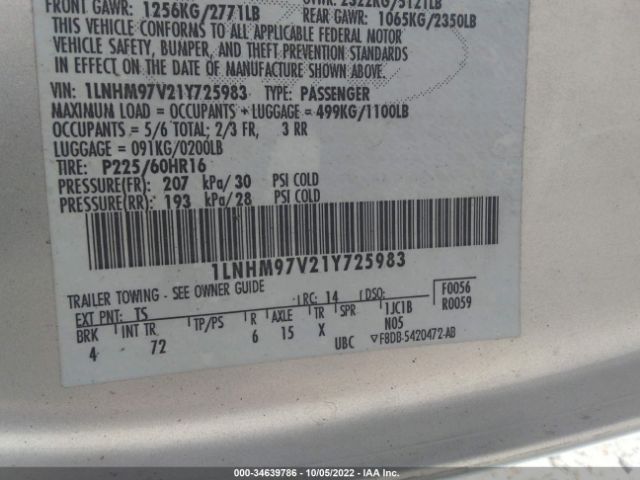 FRONT GAWR: 1256KG/2771LB
2322KG/5121LB
REAR GAWR: 1065KG/2350LB
THIS VEHICLE CONFORMS TO ALL APPLICABLE FEDERAL MOTOR
VEHICLE SAFETY, BUMPER, AND THEFT PREVENTION STANDARDS
IN EFFECT ON THE DATE OF MANUFACTURE SHOWN ABOVE.
VIN: 1LNHM97V21Y725983 TYPE: PASSENGER
MAXIMUM LOAD = OCCUPANTS + LUGGAGE = 499KG/1100LB
OCCUPANTS = 5/6 TOTAL; 2/3 FR, 3 RR
LUGGAGE = 091KG/0200LB
TIRE: P225/60HR16
PRESSURE(FR) 207 kPa/30 PSI COLD
PRESSURE(RR) 193 kPa/28 PSI COLD
1LNHM97V21Y725983
TRAILER TOWING - SEE OWNER GUIDE
EXT PNT: TS LRC: 14 DSO: F0056
R0059
BRK INT TR TP/PS R AXLE TR SPR 1JC1B
4 72 6 15 X N05
UBC ▽F8DB-5420472-AB
000-34639786 - 10/05/2022 - IAA Inc.